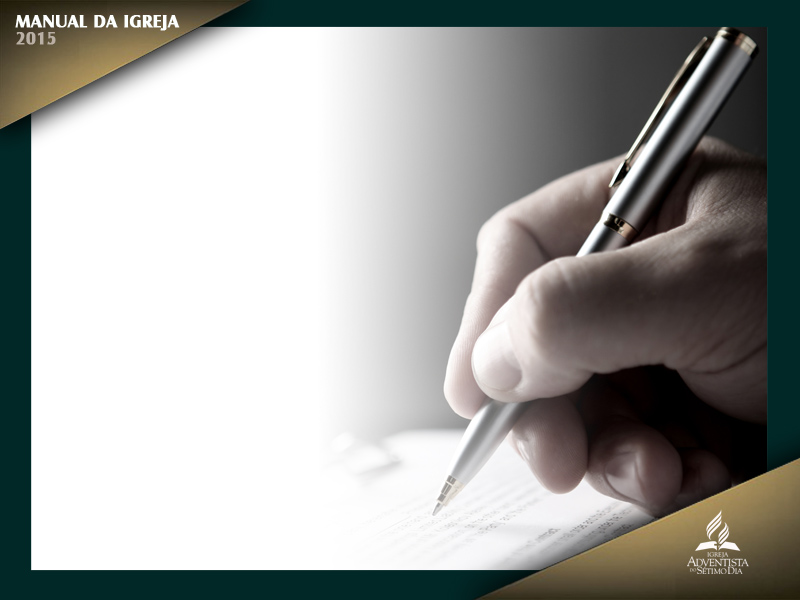 MANUAL DA IGREJA
2015
IGREJA
ADVENTISTA
DO SÉTIMO DIA